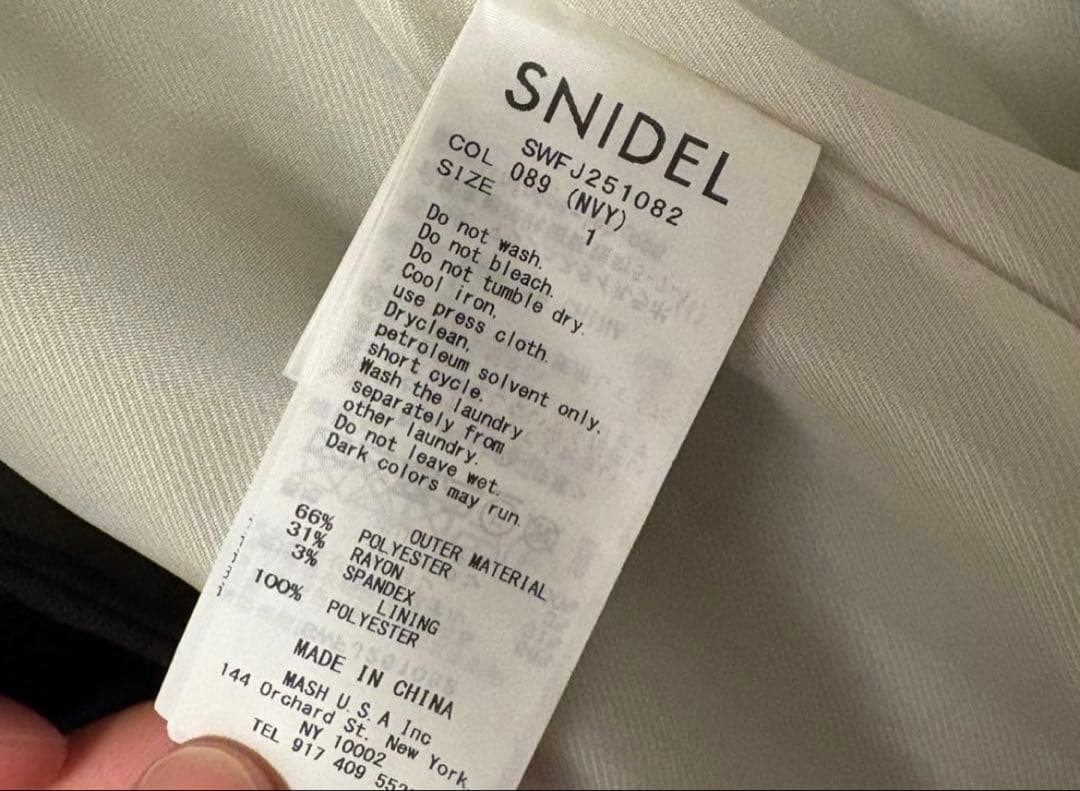 SNIDEL
SWFJ251082
COL 089 (NVY)
SIZE 1
Do not wash.
Do not bleach.
Do not tumble dry.
Cool iron,
use press cloth.
Dryclean,
petroleum solvent only,
short cycle.
Wash the laundry
separately from
other laundry.
Do not leave wet.
Dark colors may run.
OUTER MATERIAL
66% POLYESTER
31% RAYON
3% SPANDEX
LINING
100% POLYESTER
MADE IN CHINA
MASH U.S.A Inc
144 Orchard St. New York,
NY 10002
TEL 917 409